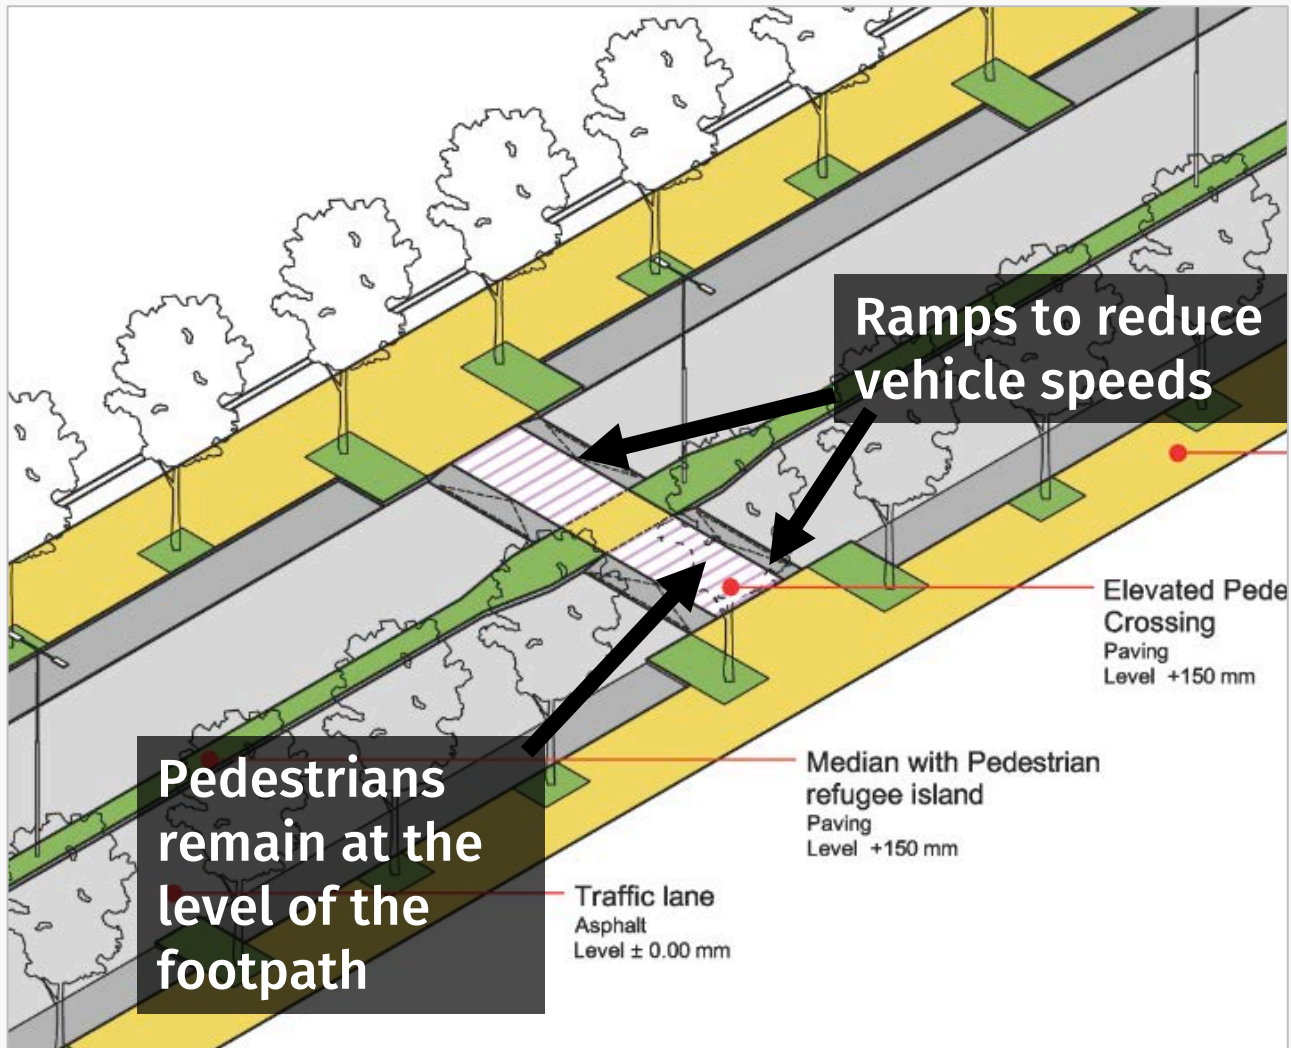 Ramps to reduce
vehicle speeds
Elevated Pede
Crossing
Paving
Level +150 mm
Median with Pedestrian
refugee island
Paving
Level +150 mm
Pedestrians
remain at the
level of the
footpath
Traffic lane
Asphalt
Level ± 0.00 mm